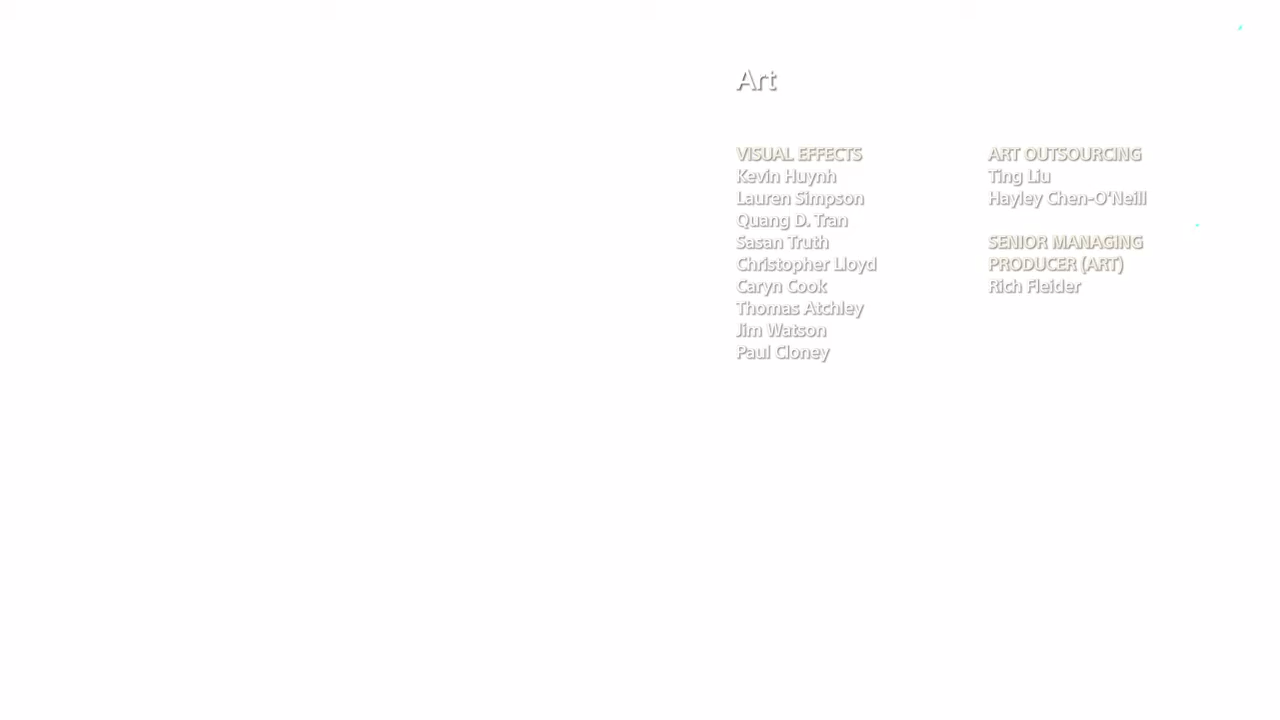 Art
VISUAL EFFECTS
Kevin Huynh
Lauren Simpson
Quang D. Tran
Sasan Truth
Christopher Lloyd
Caryn Cook
Thomas Atchley
Jim Watson
Paul Cloney
ART OUTSOURCING
Ting Liu
Hayley Chen-O'Neill
SENIOR MANAGING
PRODUCER (ART)
Rich Fleider